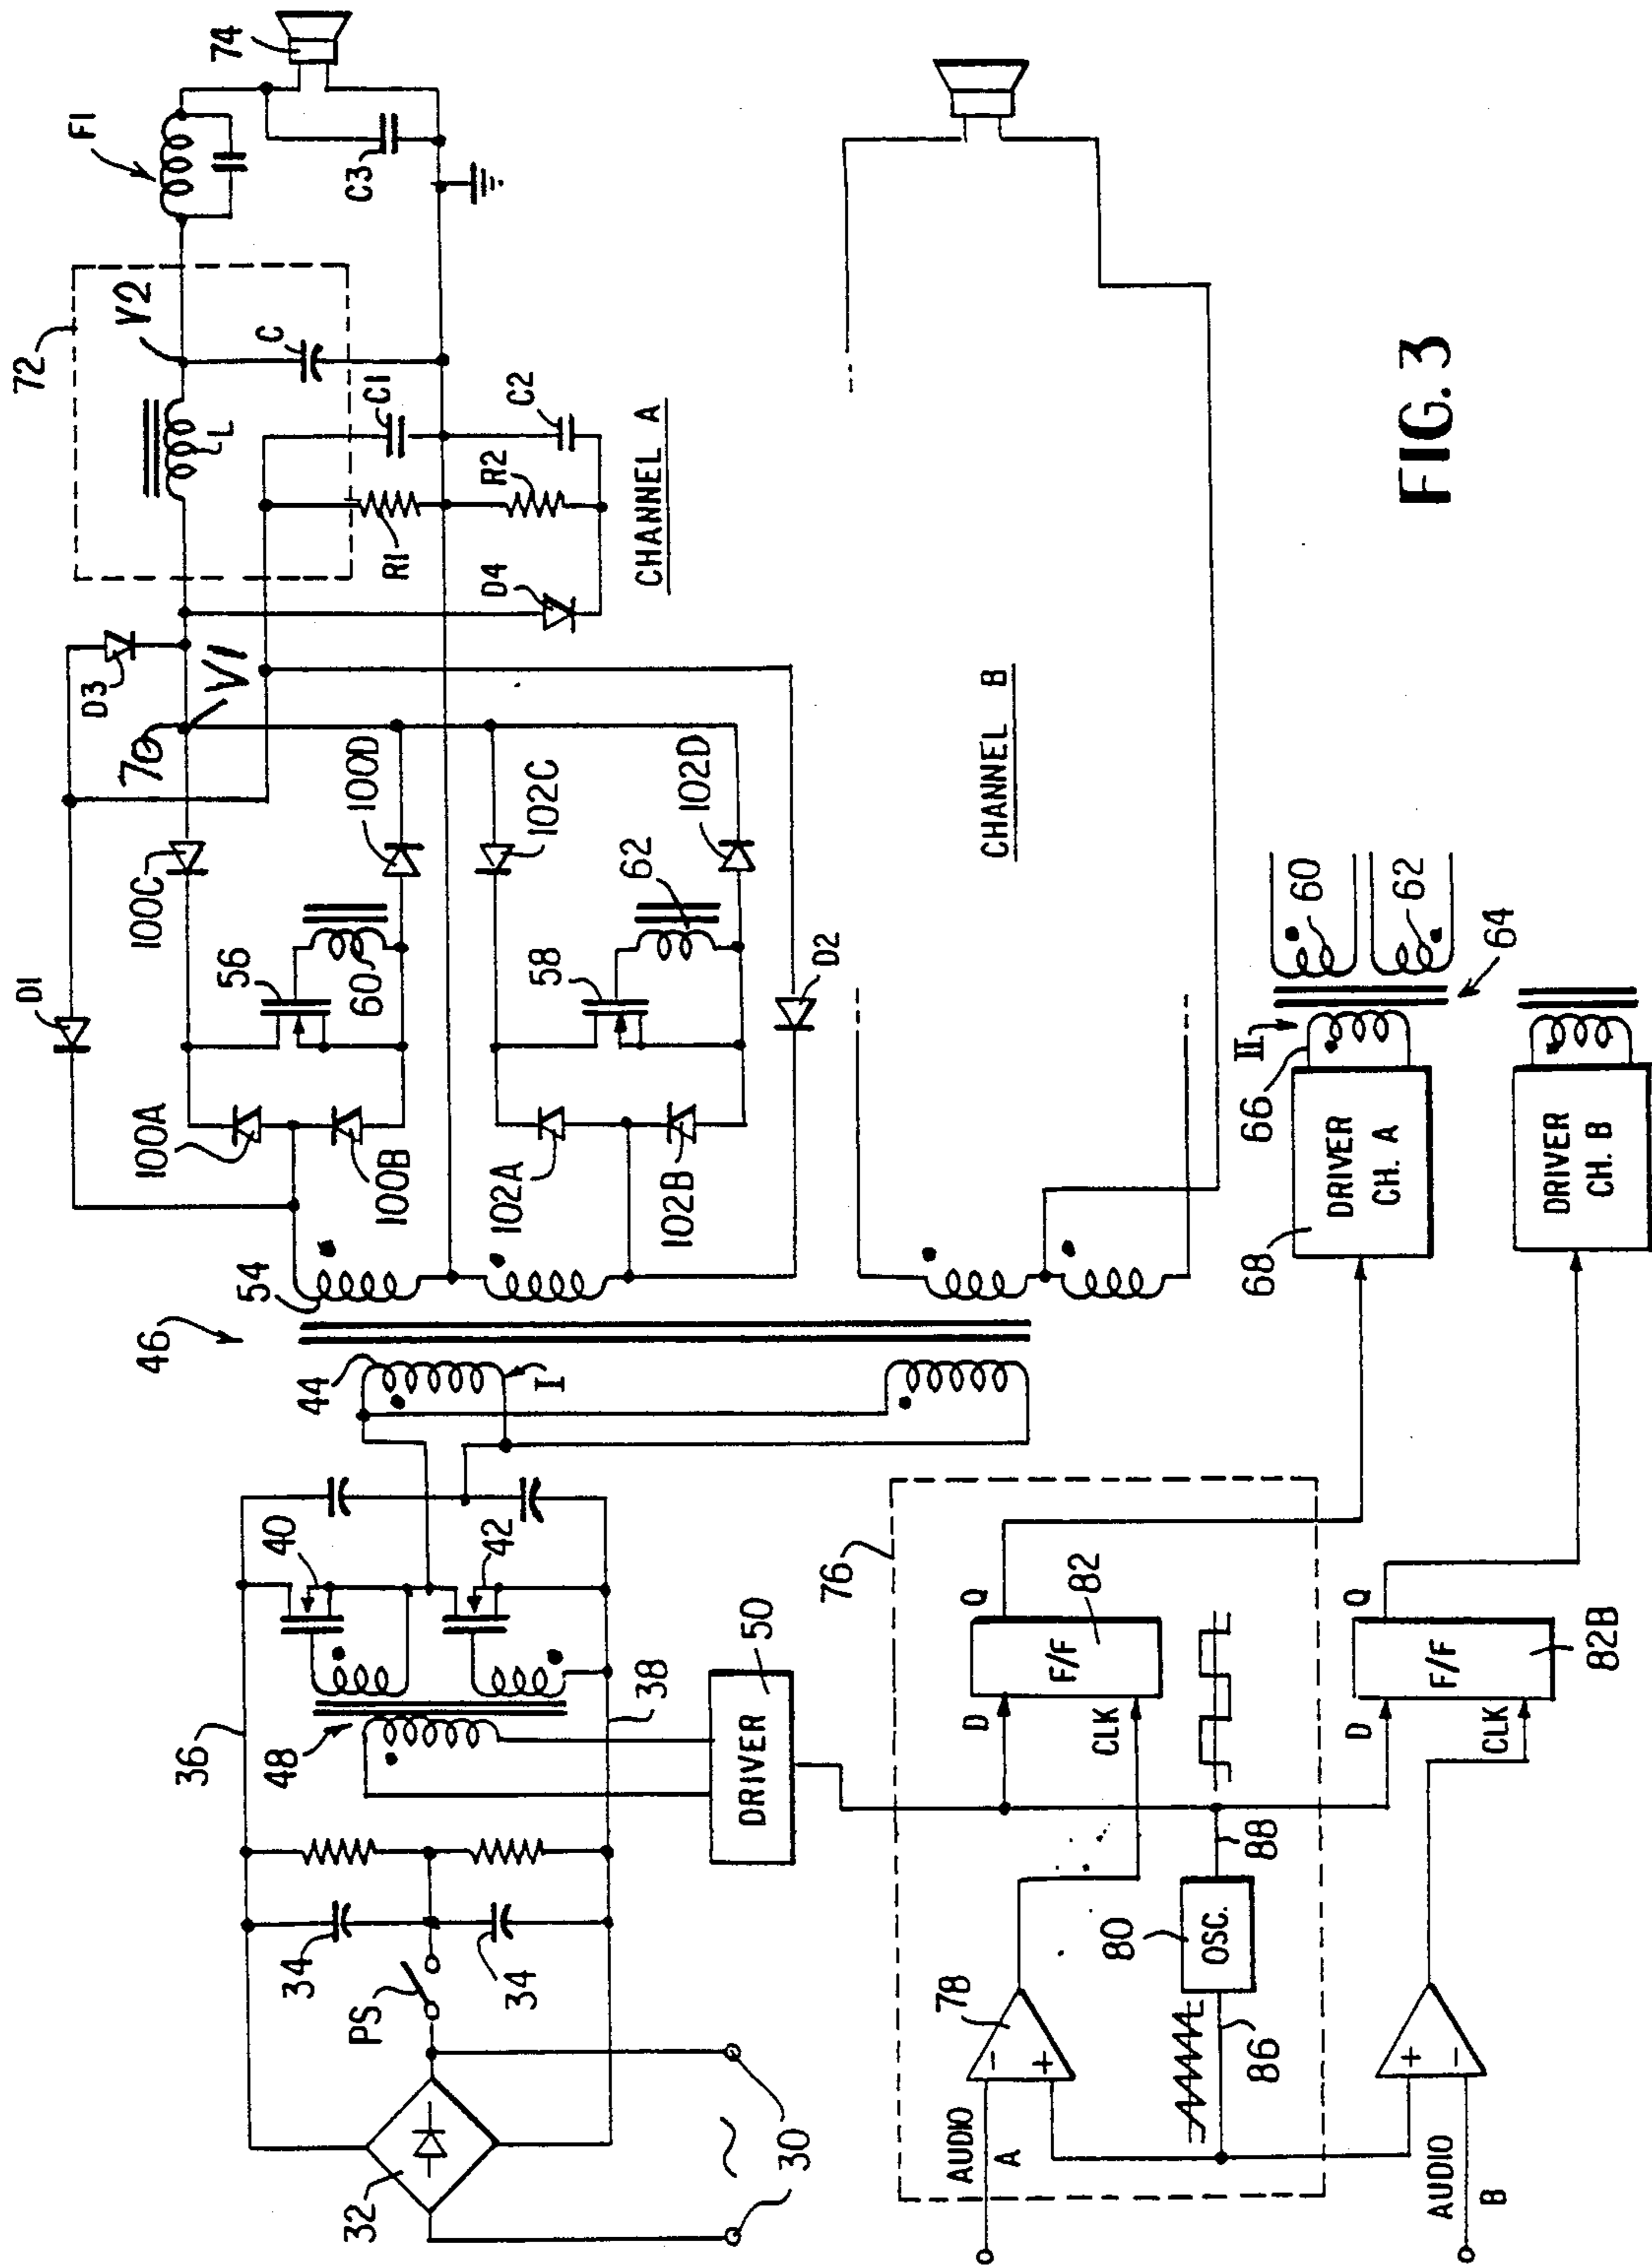 72
V2
F1
74
L
C
C3
D3
V1
70
D4
R1
C1
R2
C2
CHANNEL A
D1
100C
100D
102C
102D
56
60
58
62
D2
100A
100B
102A
102B
54
46
44
I
CHANNEL B
36
40
42
48
38
34
34
PS
32
30
~
DRIVER
50
76
D
Q
F/F
82
CLK
78
-
+
AUDIO
A
80
OSC.
88
86
D
Q
F/F
82B
CLK
+
-
AUDIO
B
II
66
68
DRIVER
CH. A
60
62
64
DRIVER
CH. B
FIG. 3